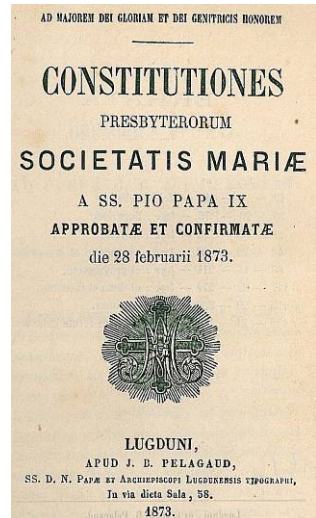 AD MAJOREM DEI GLORIAM ET DEI GENITRICIS HONOREM
CONSTITUTIONES
PRESBYTERORUM
SOCIETATIS MARIÆ
A SS. PIO PAPA IX
APPROBATÆ ET CONFIRMATÆ
die 28 februarii 1873.
LUGDUNI,
APUD J. B. PELAGAUD,
SS. D. N. PAPÆ ET ARCHIEPISCOPI LUGDUNENSIS TYPOGRAPHI,
In via dicta Sala, 58.
1873.